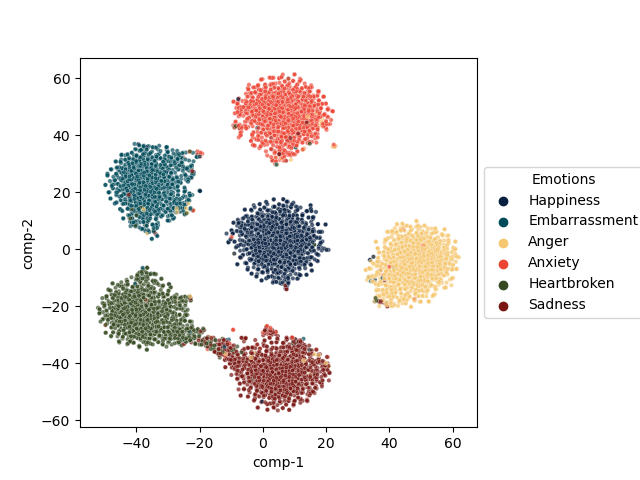 60
40
20
0
−20
−40
−60
comp-2
−40
−20
0
20
40
60
comp-1
Emotions
Happiness
Embarrassment
Anger
Anxiety
Heartbroken
Sadness